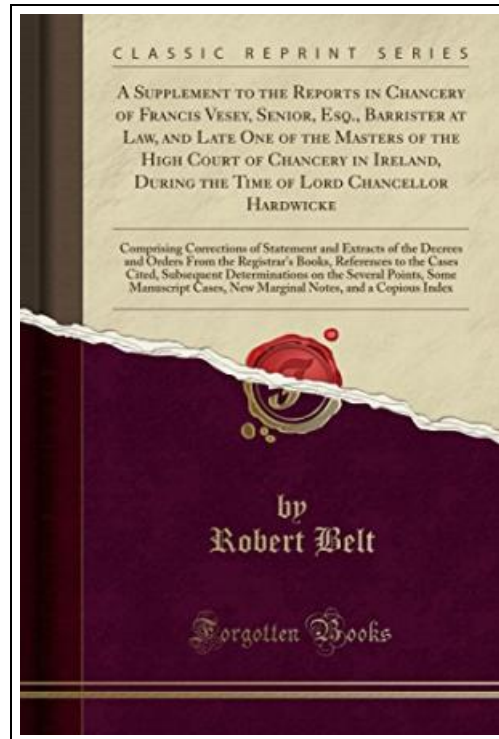 CLASSIC REPRINT SERIES
A SUPPLEMENT TO THE REPORTS IN CHANCERY
OF FRANCIS VESEY, SENIOR, ESQ., BARRISTER AT
LAW, AND LATE ONE OF THE MASTERS OF THE
HIGH COURT OF CHANCERY IN IRELAND,
DURING THE TIME OF LORD CHANCELLOR
HARDWICKE
Comprising Corrections of Statement and Extracts of the Decrees
and Orders From the Registrar's Books, References to the Cases
Cited, Subsequent Determinations on the Several Points, Some
Manuscript Cases, New Marginal Notes, and a Copious Index
by
Robert Belt
Forgotten Books